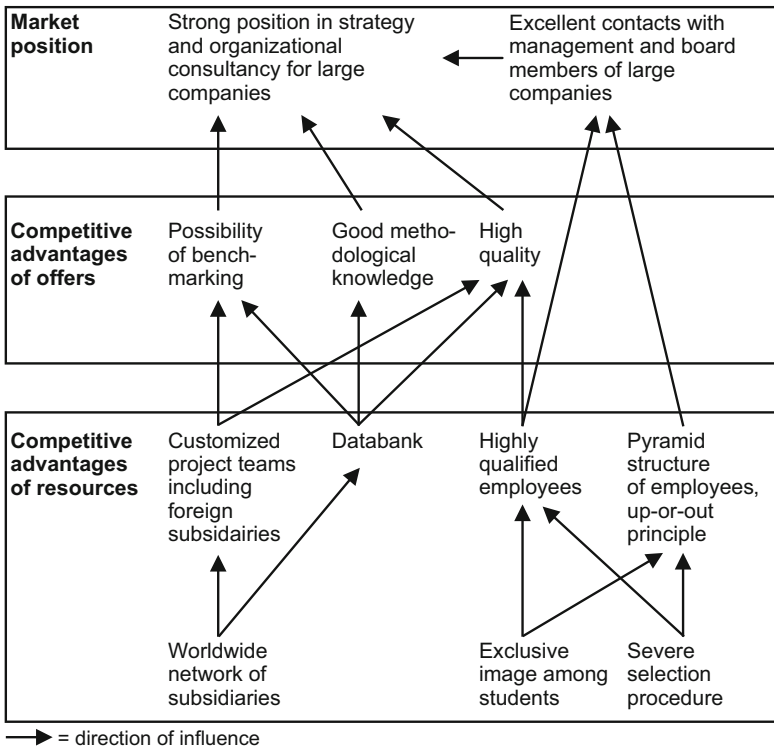 Market
position
Strong position in strategy
and organizational
consultancy for large
companies
Excellent contacts with
management and board
members of large
companies
Competitive
advantages
of offers
Possibility
of bench-
marking
Good metho-
dological
knowledge
High
quality
Competitive
advantages
of resources
Customized
project teams
including
foreign
subsidairies
Databank
Highly
qualified
employees
Pyramid
structure
of employees,
up-or-out
principle
Worldwide
network of
subsidiaries
Exclusive
image among
students
Severe
selection
procedure
= direction of influence